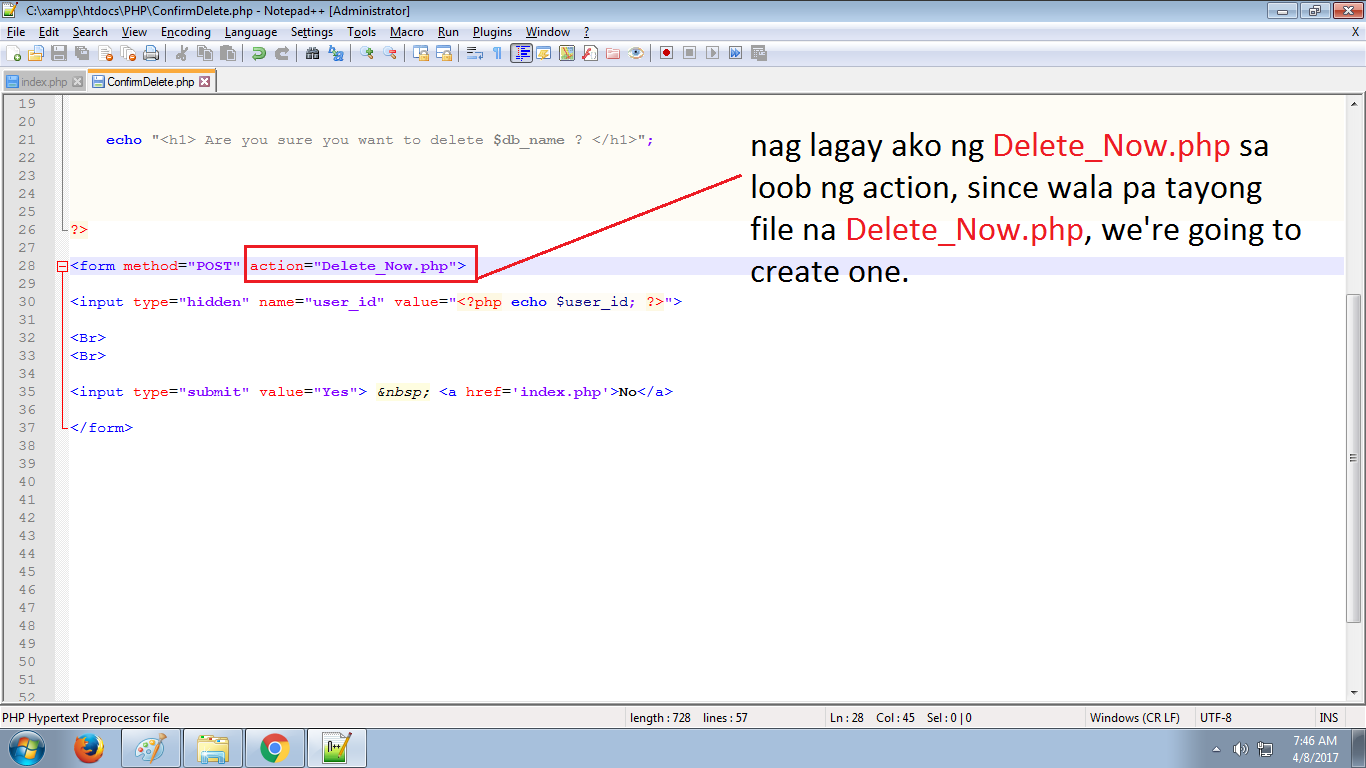 C:\xampp\htdocs\PHP\ConfirmDelete.php - Notepad++ [Administrator]
File Edit Search View Encoding Language Settings Tools Macro Run Plugins Window ? X
index.php ConfirmDelete.php
19
20
21 echo "<h1> Are you sure you want to delete $db_name ? </h1>";
22
23
24
25
26 ?>
27
28 <form method="POST" action="Delete_Now.php">
29
30 <input type="hidden" name="user_id" value="<?php echo $user_id; ?>">
31
32 <Br>
33 <Br>
34
35 <input type="submit" value="Yes"> &nbsp; <a href='index.php'>No</a>
36
37 </form>
38
39
40
41
42
43
44
45
46
47
48
49
50
51
52
nag lagay ako ng Delete_Now.php sa
loob ng action, since wala pa tayong
file na Delete_Now.php, we're going to
create one.
PHP Hypertext Preprocessor file length : 728 lines : 57 Ln : 28 Col : 45 Sel : 0 | 0 Windows (CR LF) UTF-8 INS
7:46 AM
4/8/2017